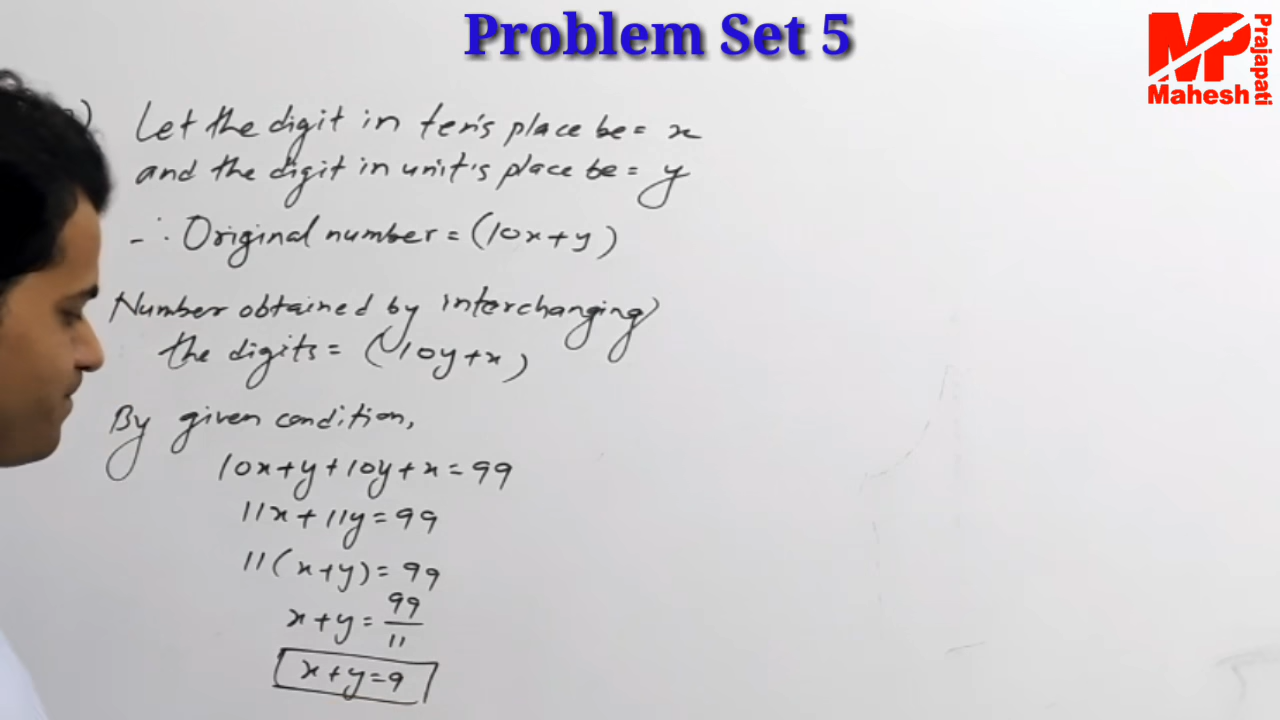 Problem Set 5
MP
Mahesh
Prajapati
Let the digit in ten's place be = x
and the digit in unit's place be = y
∴ Original number = (10x+y)
Number obtained by interchanging
the digits = (10y+x)
By given condition,
10x+y+10y+x=99
11x+11y=99
11(x+y)=99
x+y=99/11
x+y=9